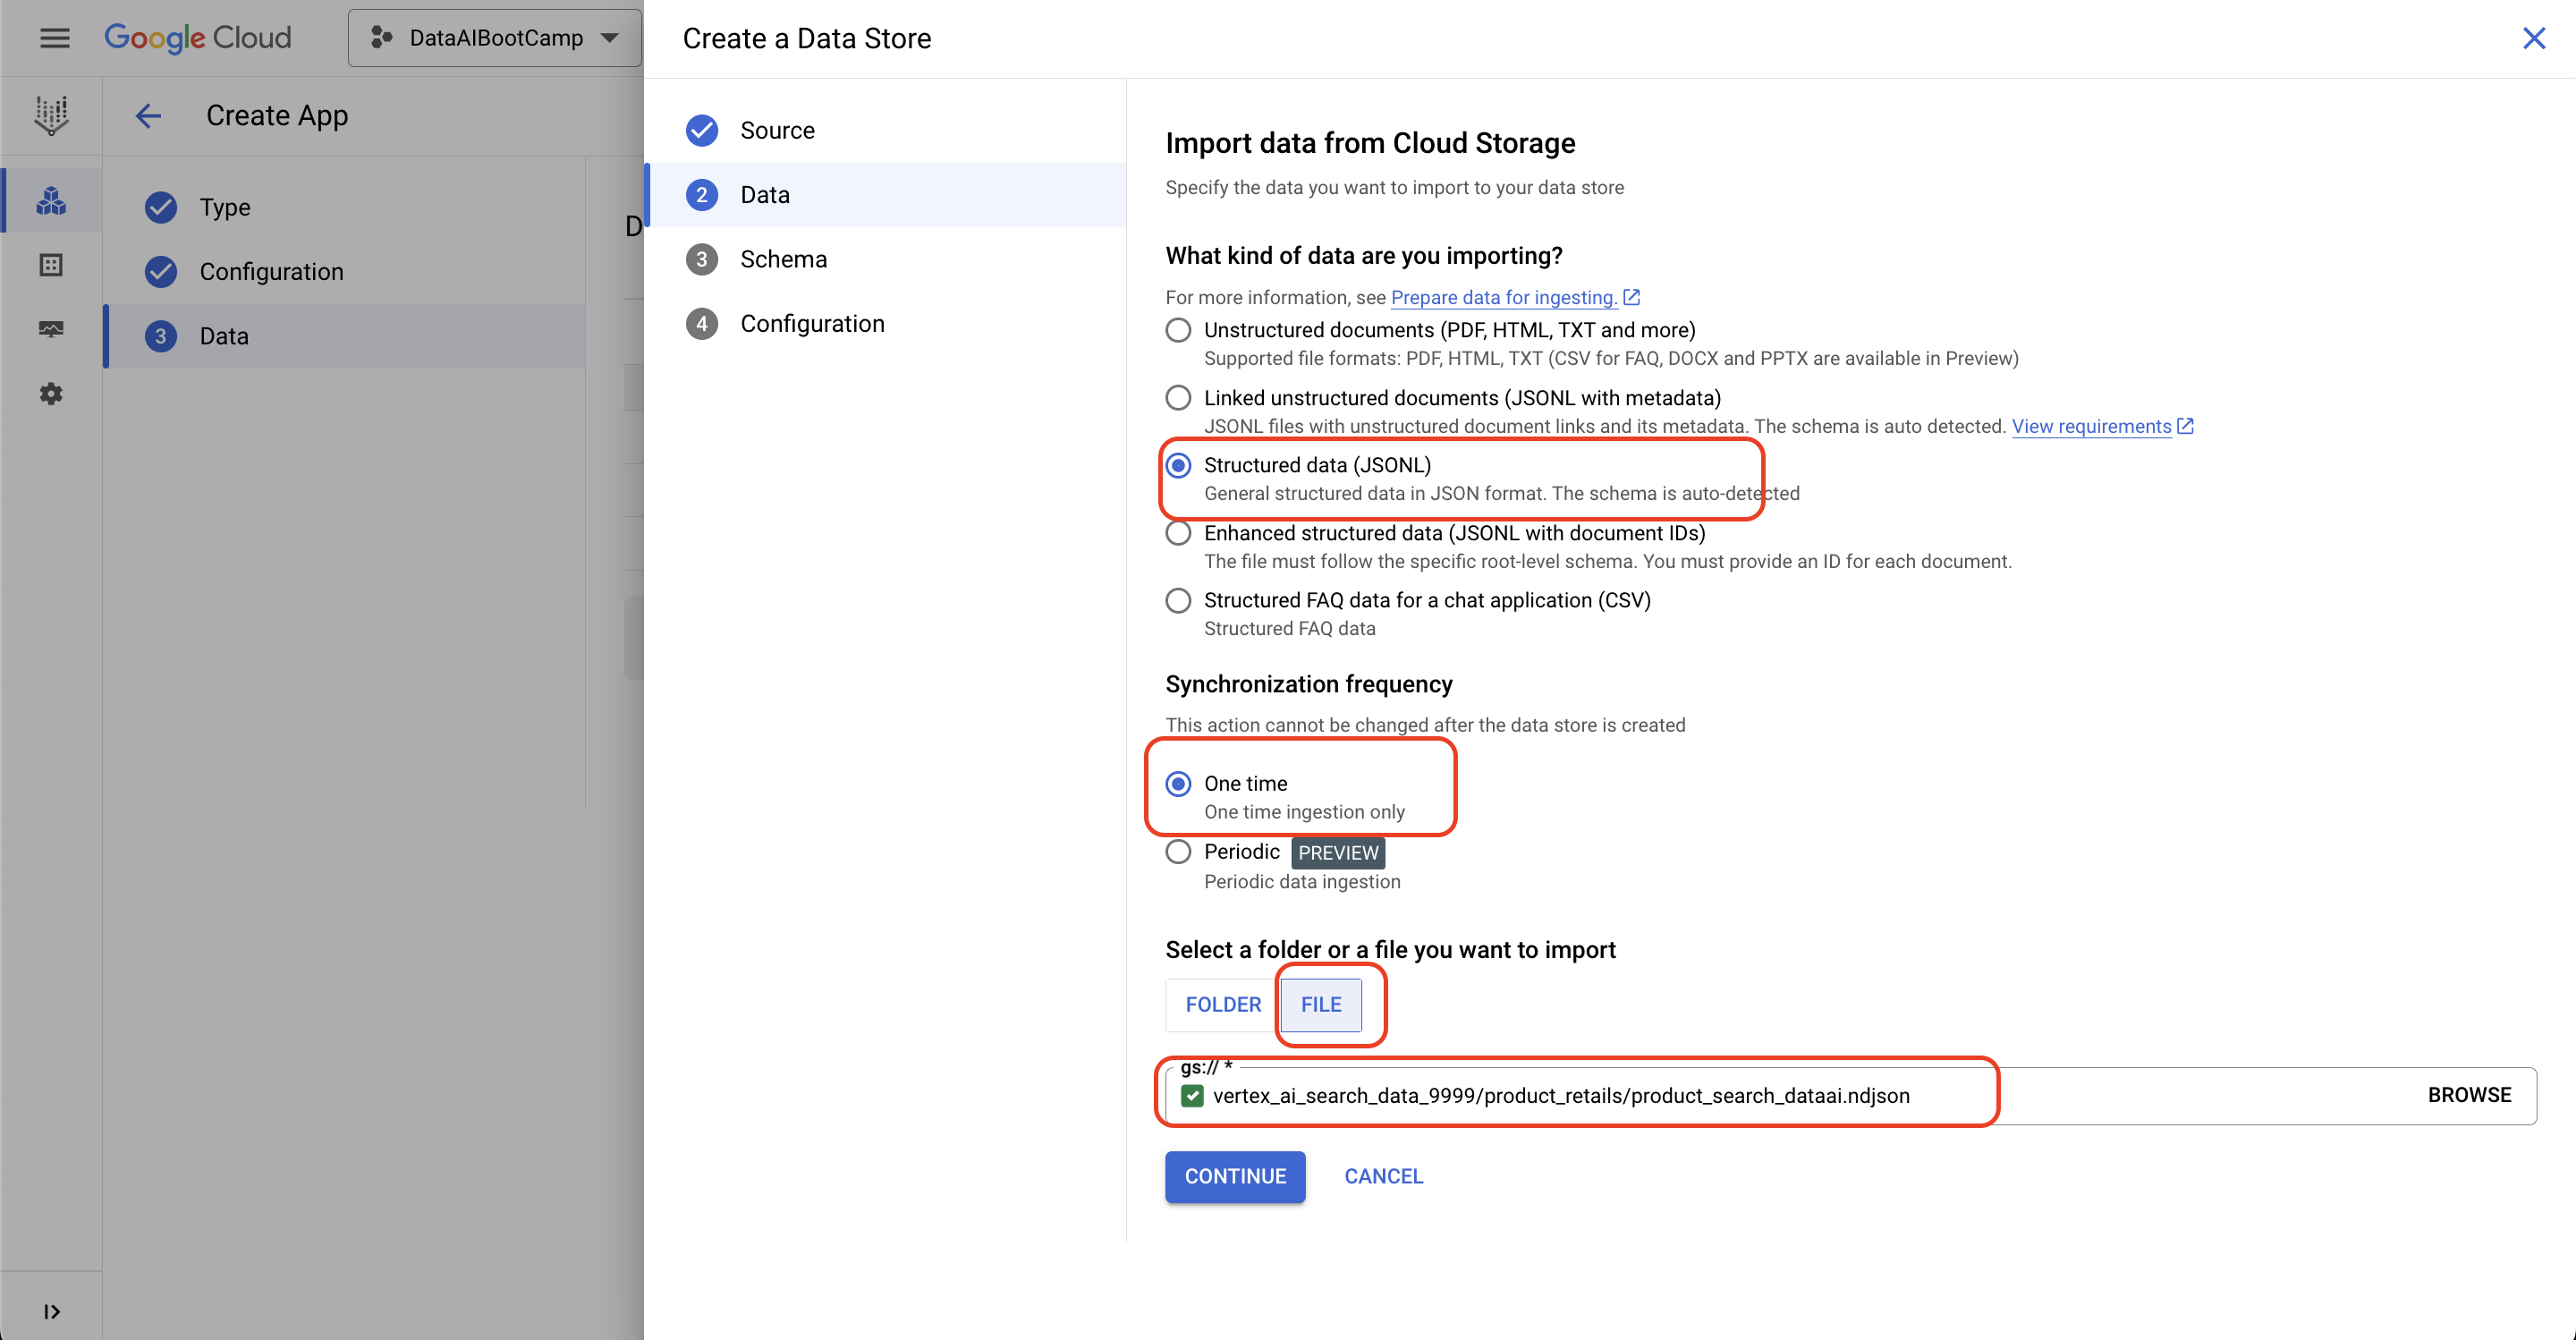 Google Cloud
DataAIBootCamp
Create App
Type
Configuration
3
Data
D
Create a Data Store
Source
2
Data
3
Schema
4
Configuration
Import data from Cloud Storage
Specify the data you want to import to your data store
What kind of data are you importing?
For more information, see Prepare data for ingesting.
Unstructured documents (PDF, HTML, TXT and more)
Supported file formats: PDF, HTML, TXT (CSV for FAQ, DOCX and PPTX are available in Preview)
Linked unstructured documents (JSONL with metadata)
JSONL files with unstructured document links and its metadata. The schema is auto detected. View requirements
Structured data (JSONL)
General structured data in JSON format. The schema is auto-detected
Enhanced structured data (JSONL with document IDs)
The file must follow the specific root-level schema. You must provide an ID for each document.
Structured FAQ data for a chat application (CSV)
Structured FAQ data
Synchronization frequency
This action cannot be changed after the data store is created
One time
One time ingestion only
Periodic PREVIEW
Periodic data ingestion
Select a folder or a file you want to import
FOLDER FILE
gs:// *
vertex_ai_search_data_9999/product_retails/product_search_dataai.ndjson BROWSE
CONTINUE CANCEL